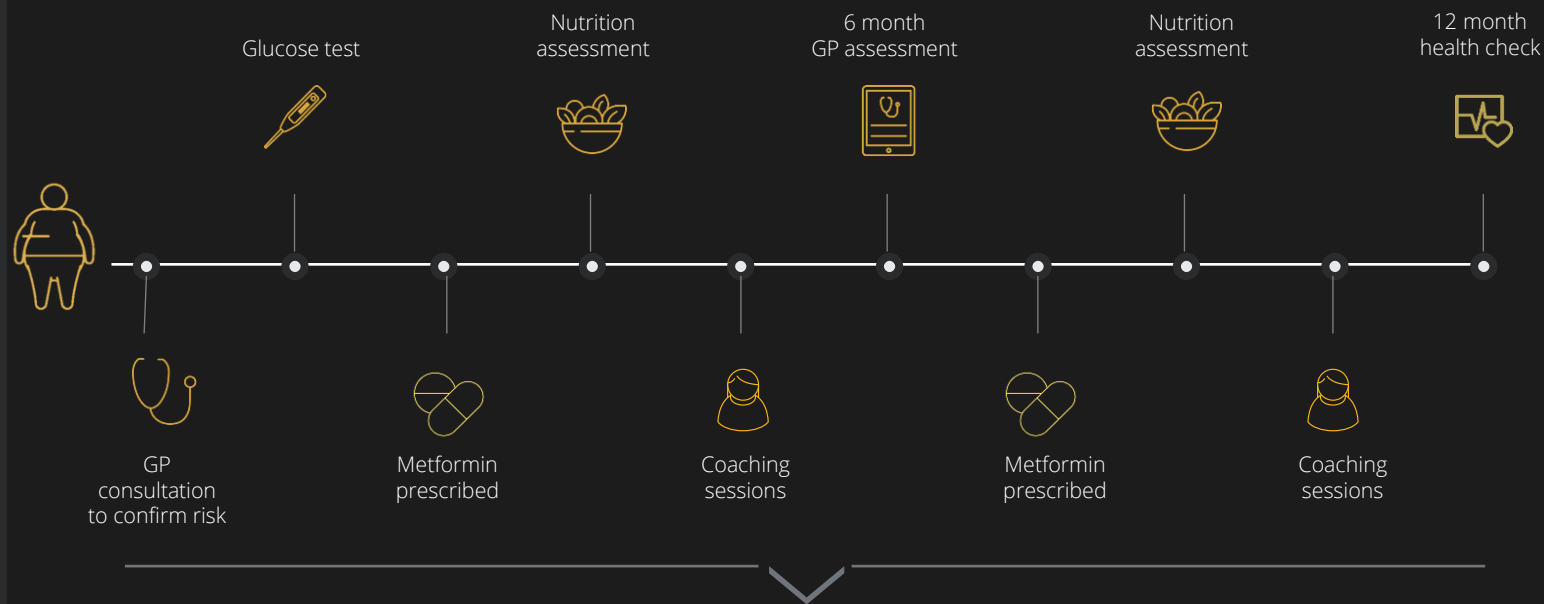 Glucose test
Nutrition
assessment
6 month
GP assessment
Nutrition
assessment
12 month
health check
GP
consultation
to confirm risk
Metformin
prescribed
Coaching
sessions
Metformin
prescribed
Coaching
sessions